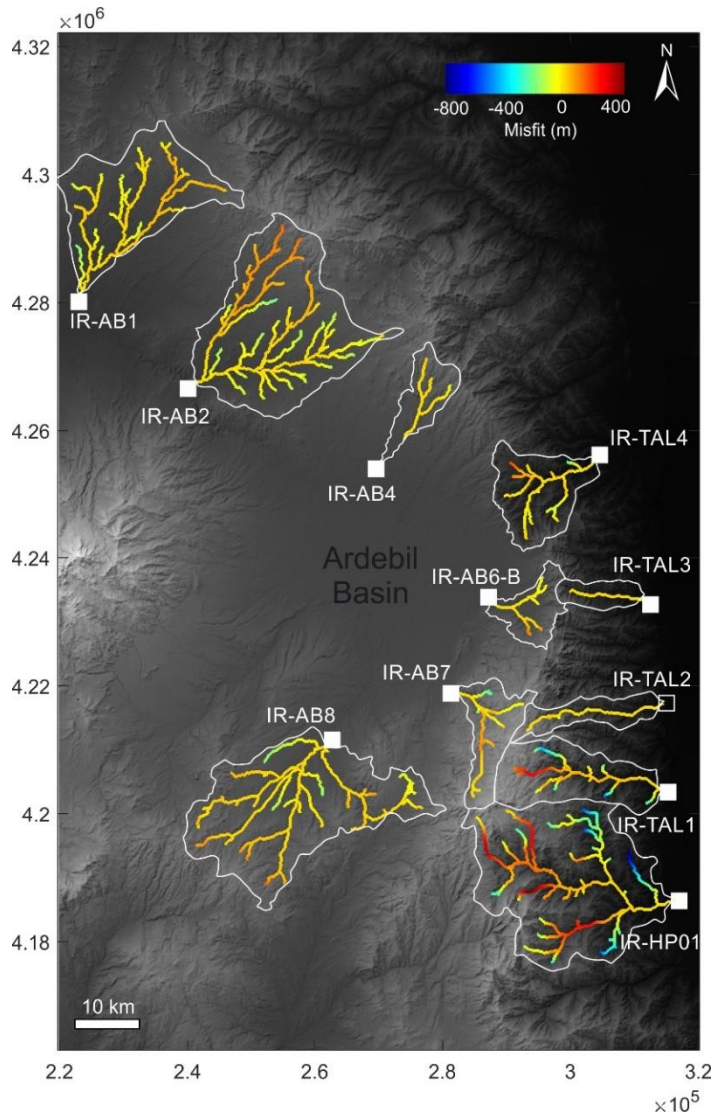 ×10⁶
4.32
4.3
4.28
4.26
4.24
4.22
4.2
4.18
N
-800 -400 0 400
Misfit (m)
IR-AB1
IR-AB2
IR-AB4
IR-TAL4
Ardebil
Basin
IR-AB6-B
IR-TAL3
IR-AB7
IR-TAL2
IR-AB8
IR-TAL1
IR-HP01
10 km
2.2 2.4 2.6 2.8 3 3.2
×10⁵